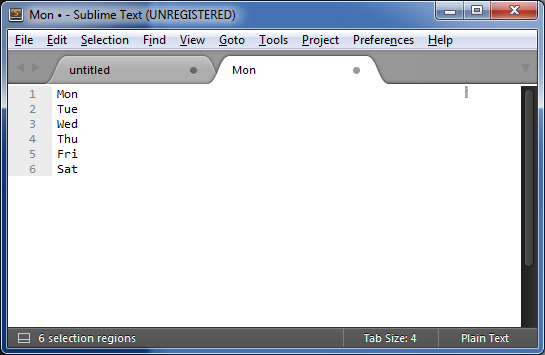 Mon • - Sublime Text (UNREGISTERED)
File Edit Selection Find View Goto Tools Project Preferences Help
untitled Mon
1 Mon
2 Tue
3 Wed
4 Thu
5 Fri
6 Sat
6 selection regions Tab Size: 4 Plain Text